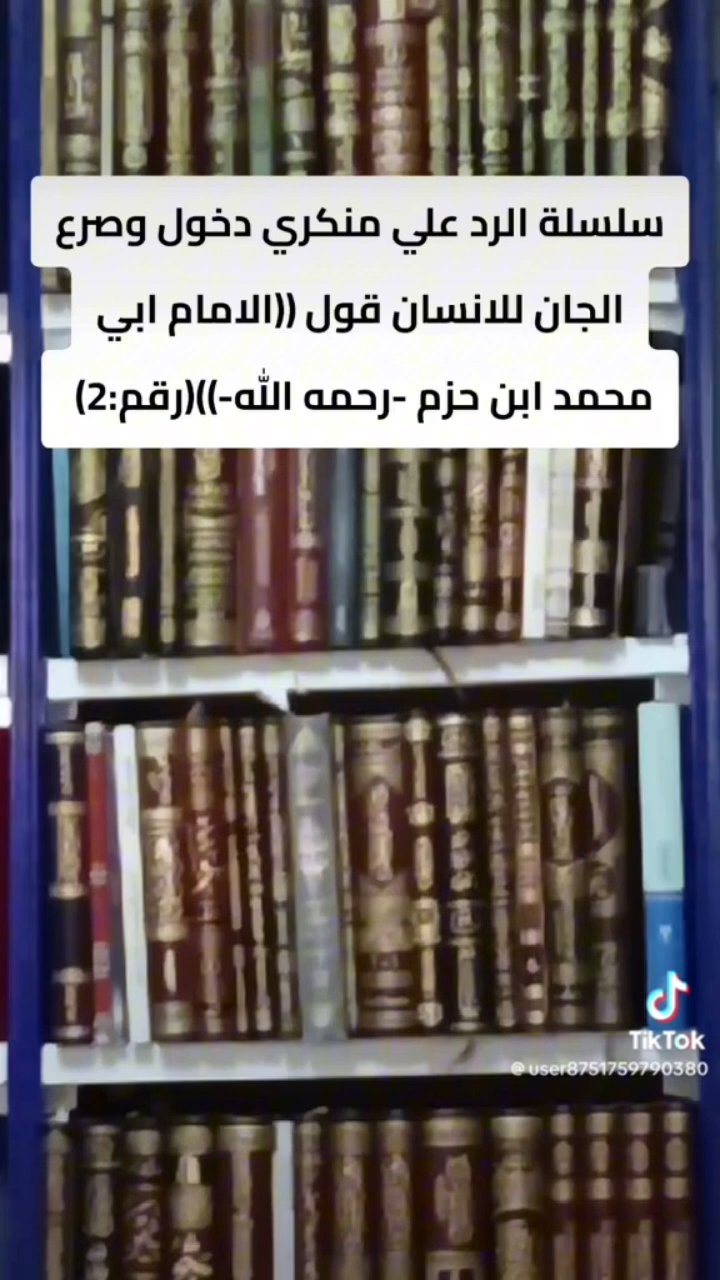 سلسلة الرد علي منكري دخول وصرع
الجان للانسان قول ((الامام ابي
محمد ابن حزم -رحمه الله-))(رقم:2)
TikTok
@user8751759790380